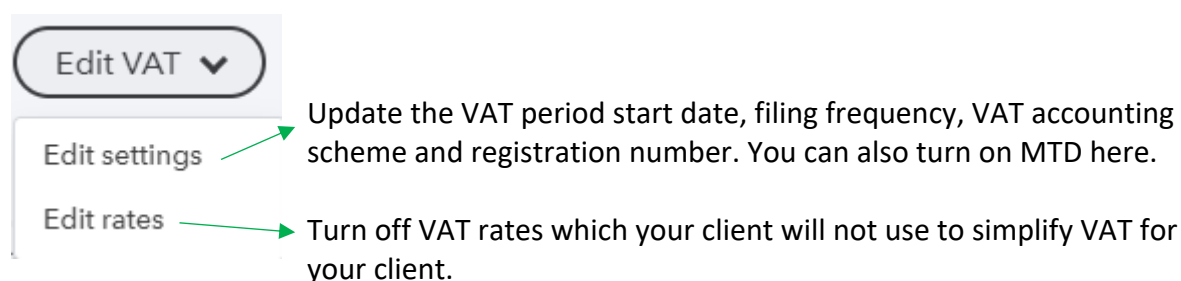 Edit VAT
Edit settings
Update the VAT period start date, filing frequency, VAT accounting
scheme and registration number. You can also turn on MTD here.
Edit rates
Turn off VAT rates which your client will not use to simplify VAT for
your client.